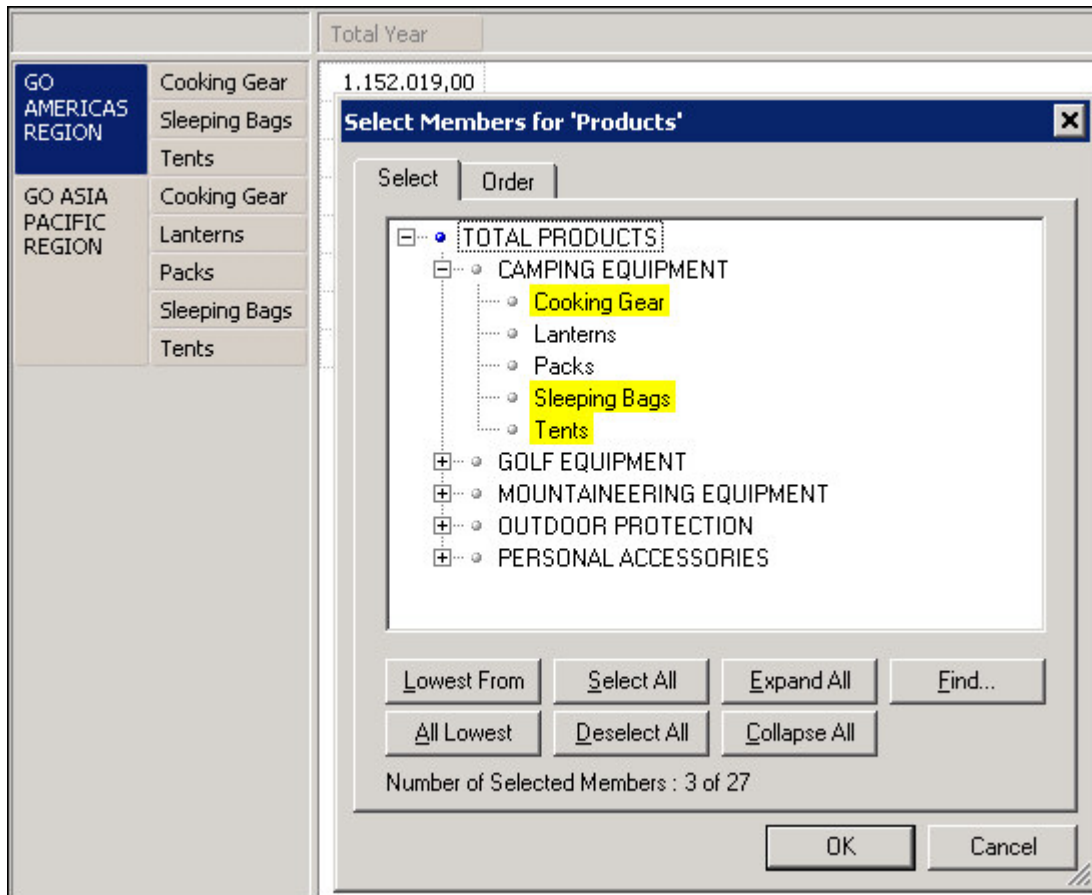 Total Year
GO
AMERICAS
REGION
Cooking Gear
Sleeping Bags
Tents
GO ASIA
PACIFIC
REGION
Cooking Gear
Lanterns
Packs
Sleeping Bags
Tents
1.152.019,00
Select Members for 'Products'
Select
Order
TOTAL PRODUCTS
CAMPING EQUIPMENT
Cooking Gear
Lanterns
Packs
Sleeping Bags
Tents
GOLF EQUIPMENT
MOUNTAINEERING EQUIPMENT
OUTDOOR PROTECTION
PERSONAL ACCESSORIES
Lowest From
Select All
Expand All
Find...
All Lowest
Deselect All
Collapse All
Number of Selected Members : 3 of 27
OK
Cancel